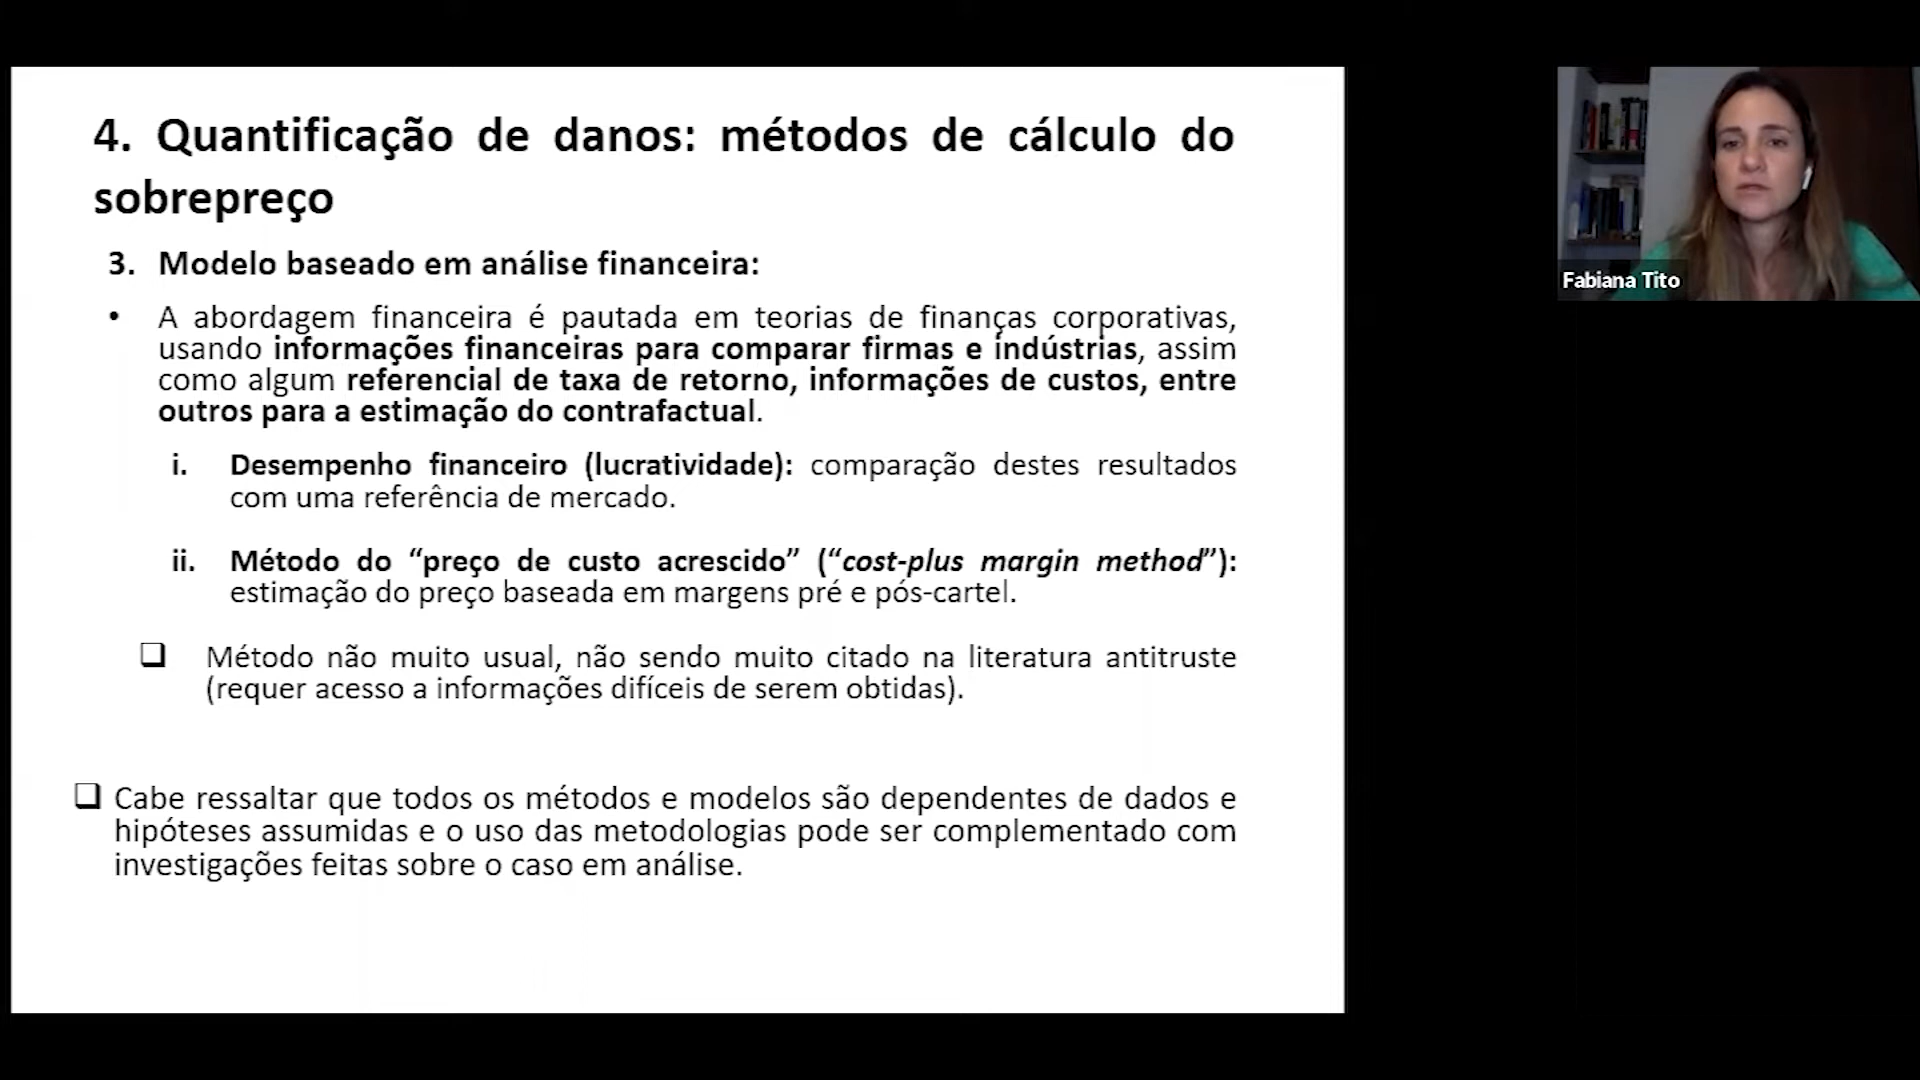 4. Quantificação de danos: métodos de cálculo do
sobrepreço
3. Modelo baseado em análise financeira:
• A abordagem financeira é pautada em teorias de finanças corporativas,
usando informações financeiras para comparar firmas e indústrias, assim
como algum referencial de taxa de retorno, informações de custos, entre
outros para a estimação do contrafactual.
i. Desempenho financeiro (lucratividade): comparação destes resultados
com uma referência de mercado.
ii. Método do “preço de custo acrescido” (“cost-plus margin method”):
estimação do preço baseada em margens pré e pós-cartel.
❑ Método não muito usual, não sendo muito citado na literatura antitruste
(requer acesso a informações difíceis de serem obtidas).
❑ Cabe ressaltar que todos os métodos e modelos são dependentes de dados e
hipóteses assumidas e o uso das metodologias pode ser complementado com
investigações feitas sobre o caso em análise.
Fabiana Tito